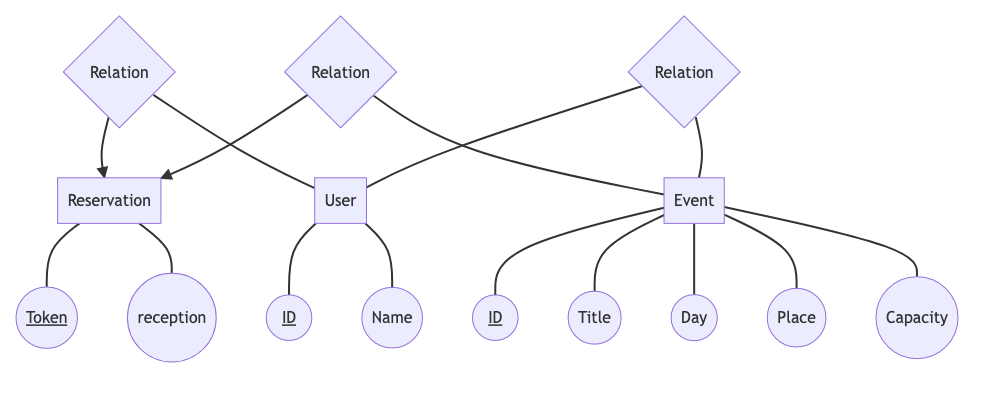 Relation
Relation
Relation
Reservation
User
Event
Token
reception
ID
Name
ID
Title
Day
Place
Capacity